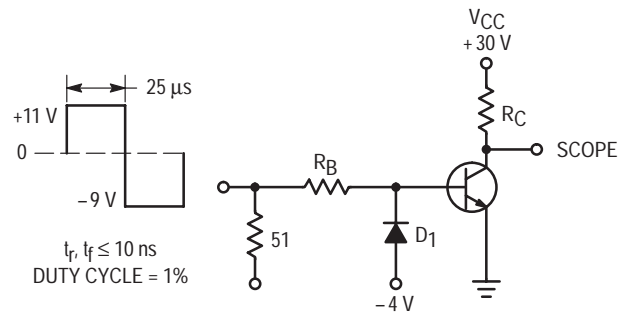 VCC
+30 V
25 μs
+11 V
RC
0
SCOPE
RB
−9 V
51
D1
tr, tf ≤ 10 ns
DUTY CYCLE = 1%
−4 V